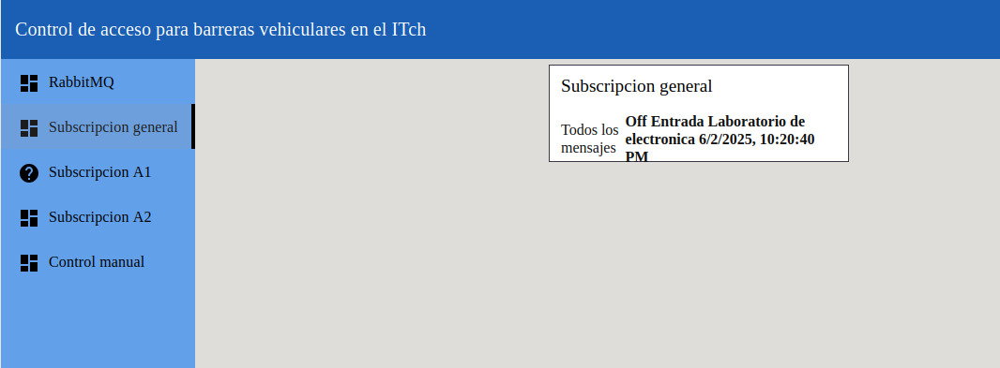 Control de acceso para barreras vehiculares en el ITch
RabbitMQ
Subscripcion general
Subscripcion A1
Subscripcion A2
Control manual
Subscripcion general
Todos los
mensajes
Off Entrada Laboratorio de
electronica 6/2/2025, 10:20:40
PM